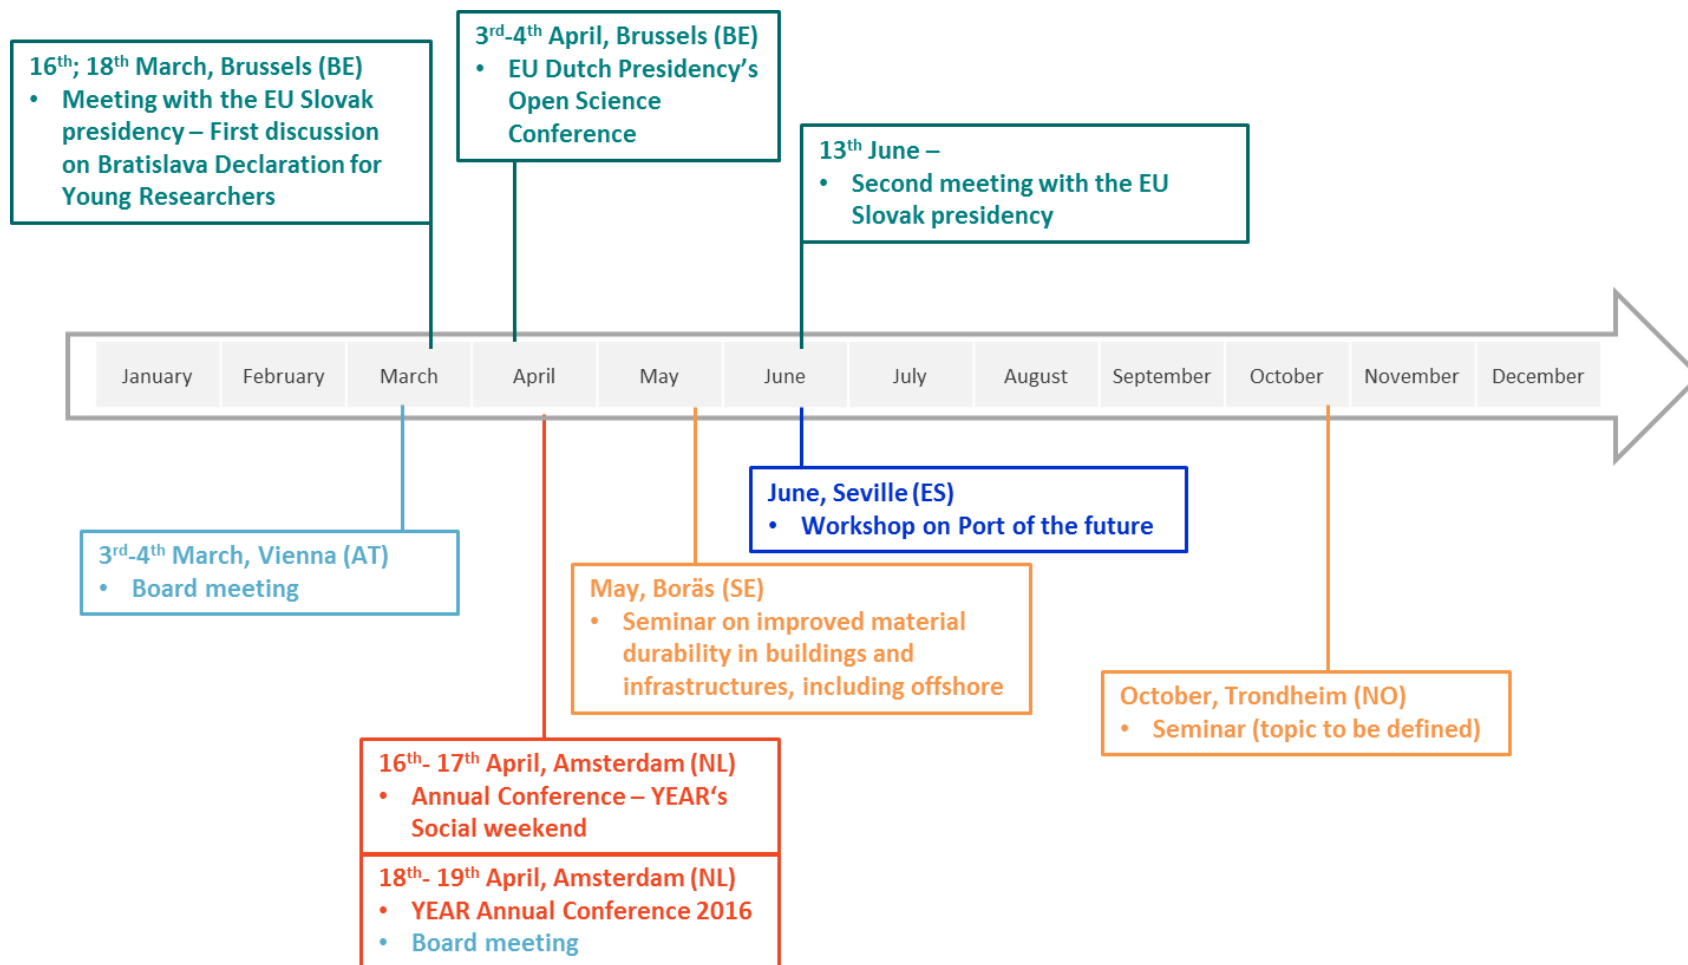 16th; 18th March, Brussels (BE)
• Meeting with the EU Slovak
presidency – First discussion
on Bratislava Declaration for
Young Researchers
3rd-4th April, Brussels (BE)
• EU Dutch Presidency’s
Open Science
Conference
13th June –
• Second meeting with the EU
Slovak presidency
January February March April May June July August September October November December
3rd-4th March, Vienna (AT)
• Board meeting
June, Seville (ES)
• Workshop on Port of the future
May, Boräs (SE)
• Seminar on improved material
durability in buildings and
infrastructures, including offshore
October, Trondheim (NO)
• Seminar (topic to be defined)
16th- 17th April, Amsterdam (NL)
• Annual Conference – YEAR‘s
Social weekend
18th- 19th April, Amsterdam (NL)
• YEAR Annual Conference 2016
• Board meeting